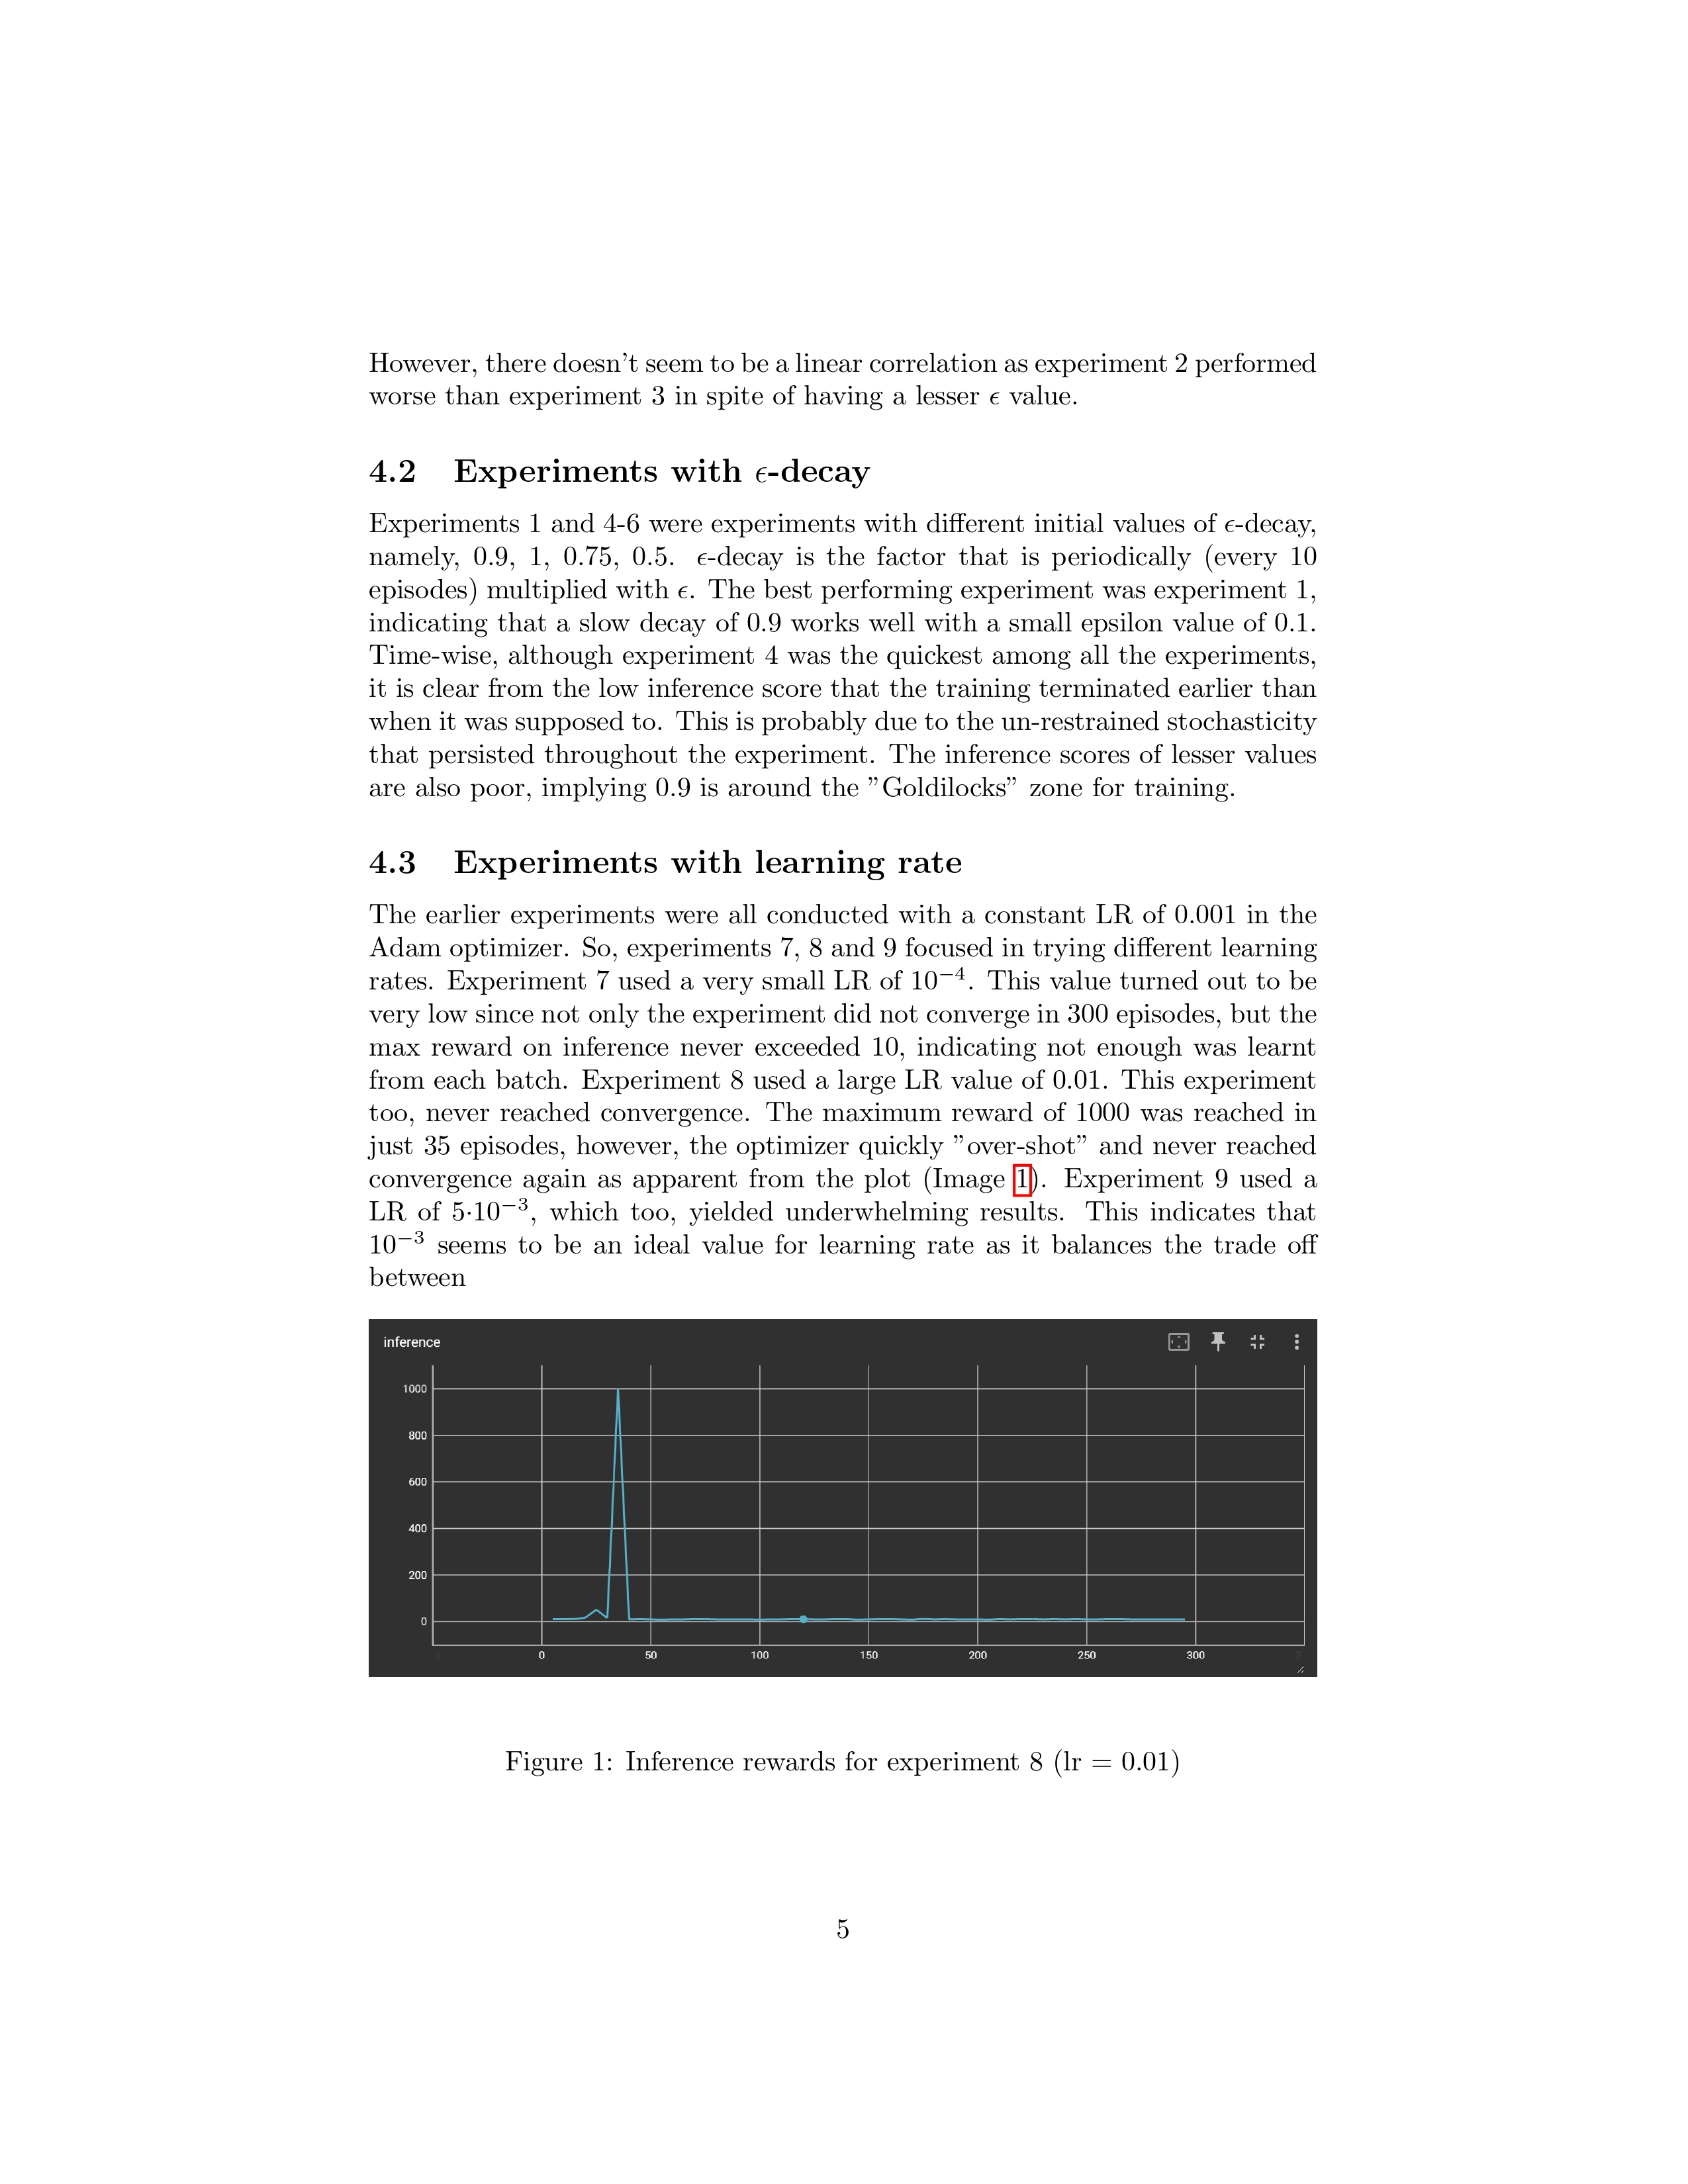 However, there doesn't seem to be a linear correlation as experiment 2 performed
worse than experiment 3 in spite of having a lesser ϵ value.
4.2 Experiments with ϵ-decay
Experiments 1 and 4-6 were experiments with different initial values of ϵ-decay,
namely, 0.9, 1, 0.75, 0.5. ϵ-decay is the factor that is periodically (every 10
episodes) multiplied with ϵ. The best performing experiment was experiment 1,
indicating that a slow decay of 0.9 works well with a small epsilon value of 0.1.
Time-wise, although experiment 4 was the quickest among all the experiments,
it is clear from the low inference score that the training terminated earlier than
when it was supposed to. This is probably due to the un-restrained stochasticity
that persisted throughout the experiment. The inference scores of lesser values
are also poor, implying 0.9 is around the ”Goldilocks” zone for training.
4.3 Experiments with learning rate
The earlier experiments were all conducted with a constant LR of 0.001 in the
Adam optimizer. So, experiments 7, 8 and 9 focused in trying different learning
rates. Experiment 7 used a very small LR of 10⁻⁴. This value turned out to be
very low since not only the experiment did not converge in 300 episodes, but the
max reward on inference never exceeded 10, indicating not enough was learnt
from each batch. Experiment 8 used a large LR value of 0.01. This experiment
too, never reached convergence. The maximum reward of 1000 was reached in
just 35 episodes, however, the optimizer quickly ”over-shot” and never reached
convergence again as apparent from the plot (Image 1). Experiment 9 used a
LR of 5·10⁻³, which too, yielded underwhelming results. This indicates that
10⁻³ seems to be an ideal value for learning rate as it balances the trade off
between
inference
1000
800
600
400
200
0
0 50 100 150 200 250 300
Figure 1: Inference rewards for experiment 8 (lr = 0.01)
5